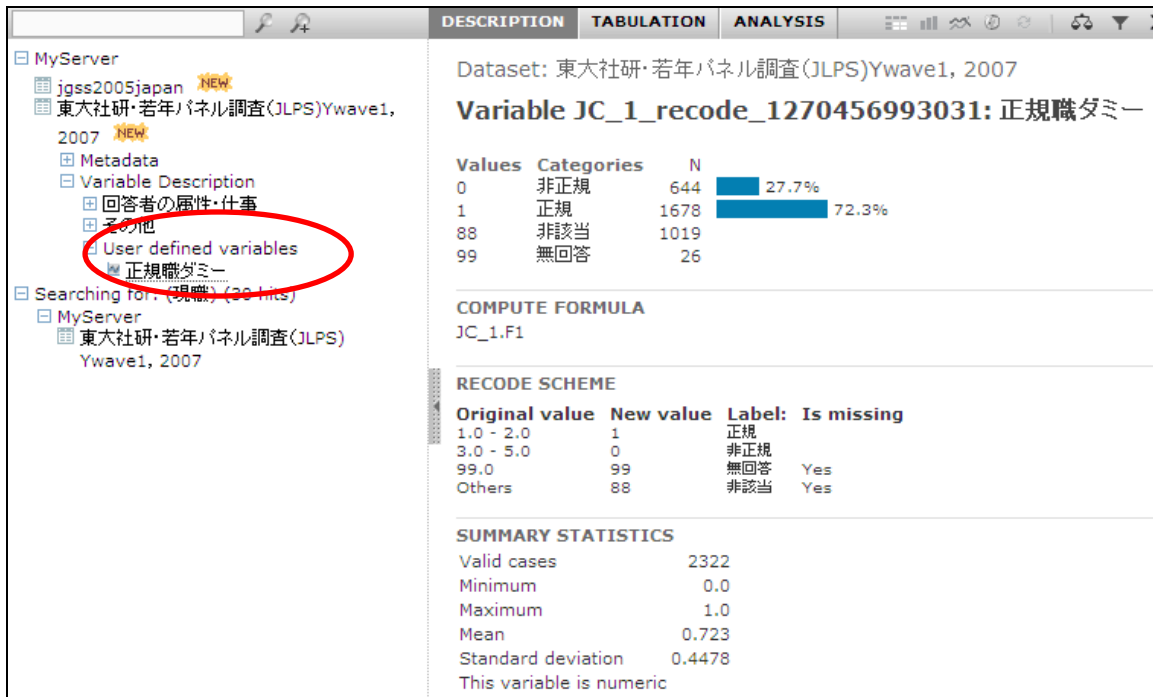 MyServer
jgss2005japan NEW
東大社研・若年パネル調査(JLPS)Ywave1,
2007 NEW
Metadata
Variable Description
回答者の属性・仕事
その他
User defined variables
正規職ダミー
Searching for: (現職) (30 hits)
MyServer
東大社研・若年パネル調査(JLPS)
Ywave1, 2007
DESCRIPTION TABULATION ANALYSIS
Dataset: 東大社研・若年パネル調査(JLPS)Ywave1, 2007
Variable JC_1_recode_1270456993031: 正規職ダミー
Values Categories N
0 非正規 644 27.7%
1 正規 1678 72.3%
88 非該当 1019
99 無回答 26
COMPUTE FORMULA
JC_1.F1
RECODE SCHEME
Original value New value Label: Is missing
1.0 - 2.0 1 正規
3.0 - 5.0 0 非正規
99.0 99 無回答 Yes
Others 88 非該当 Yes
SUMMARY STATISTICS
Valid cases 2322
Minimum 0.0
Maximum 1.0
Mean 0.723
Standard deviation 0.4478
This variable is numeric